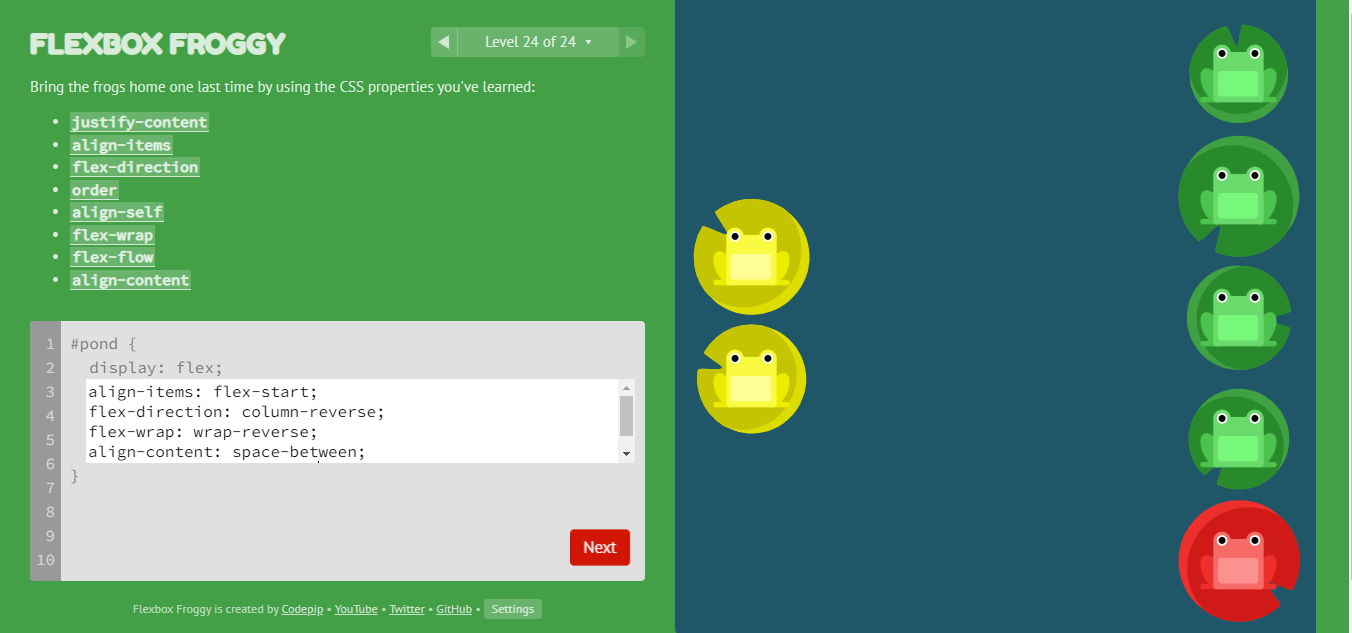 FLEXBOX FROGGY
◀ Level 24 of 24 ▾ ▶
Bring the frogs home one last time by using the CSS properties you've learned:
• justify-content
• align-items
• flex-direction
• order
• align-self
• flex-wrap
• flex-flow
• align-content
1 #pond {
2 display: flex;
3 align-items: flex-start;
4 flex-direction: column-reverse;
5 flex-wrap: wrap-reverse;
6 align-content: space-between;
7 }
8
9
10
Next
Flexbox Froggy is created by Codepip • YouTube • Twitter • GitHub • Settings